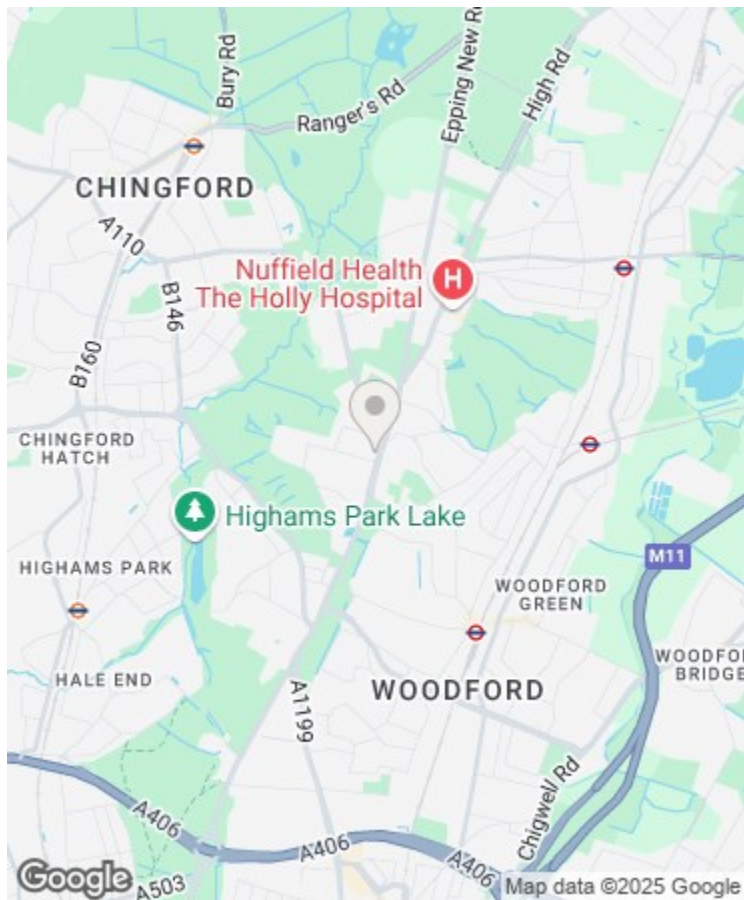 Bury Rd
Ranger's Rd
Epping New R
High Rd
CHINGFORD
A110
B146
Nuffield Health
The Holly Hospital
H
B160
CHINGFORD
HATCH
Highams Park Lake
M11
HIGHAMS PARK
WOODFORD
GREEN
HALE END
WOODFO
BRIDGE
WOODFORD
A1199
Chigwell Rd
A406
A406
A406
A503
Google
Map data ©2025 Google